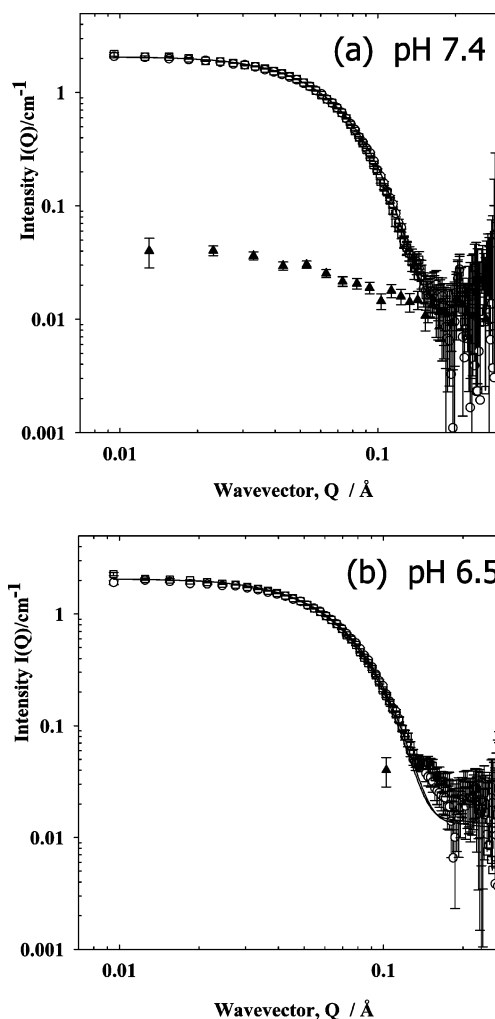 (a) pH 7.4
Intensity I(Q)/cm-1
1
0.1
0.01
0.001
0.01 0.1
Wavevector, Q / Å
(b) pH 6.5
Intensity I(Q)/cm-1
1
0.1
0.01
0.001
0.01 0.1
Wavevector, Q / Å